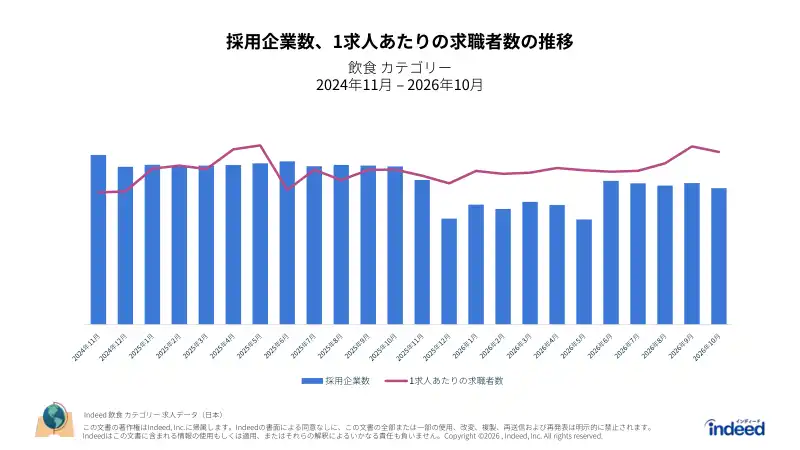 採用企業数、1求人あたりの求職者数の推移
飲食 カテゴリー
2024年11月 – 2026年10月
2024年11月
2024年12月
2025年1月
2025年2月
2025年3月
2025年4月
2025年5月
2025年6月
2025年7月
2025年8月
2025年9月
2025年10月
2025年11月
2025年12月
2026年1月
2026年2月
2026年3月
2026年4月
2026年5月
2026年6月
2026年7月
2026年8月
2026年9月
2026年10月
採用企業数 1求人あたりの求職者数
Indeed 飲食 カテゴリー 求人データ（日本）
この文書の著作権はIndeed, Inc.に帰属します。Indeedの書面による同意なしに、この文書の全部または一部の使用、改変、複製、再送信および再発表は明示的に禁止されます。
Indeedはこの文書に含まれる情報の使用もしくは適用、またはそれらの解釈によるいかなる責任も負いません。Copyright ©2026 , Indeed, Inc. All rights reserved.
インディード
indeed